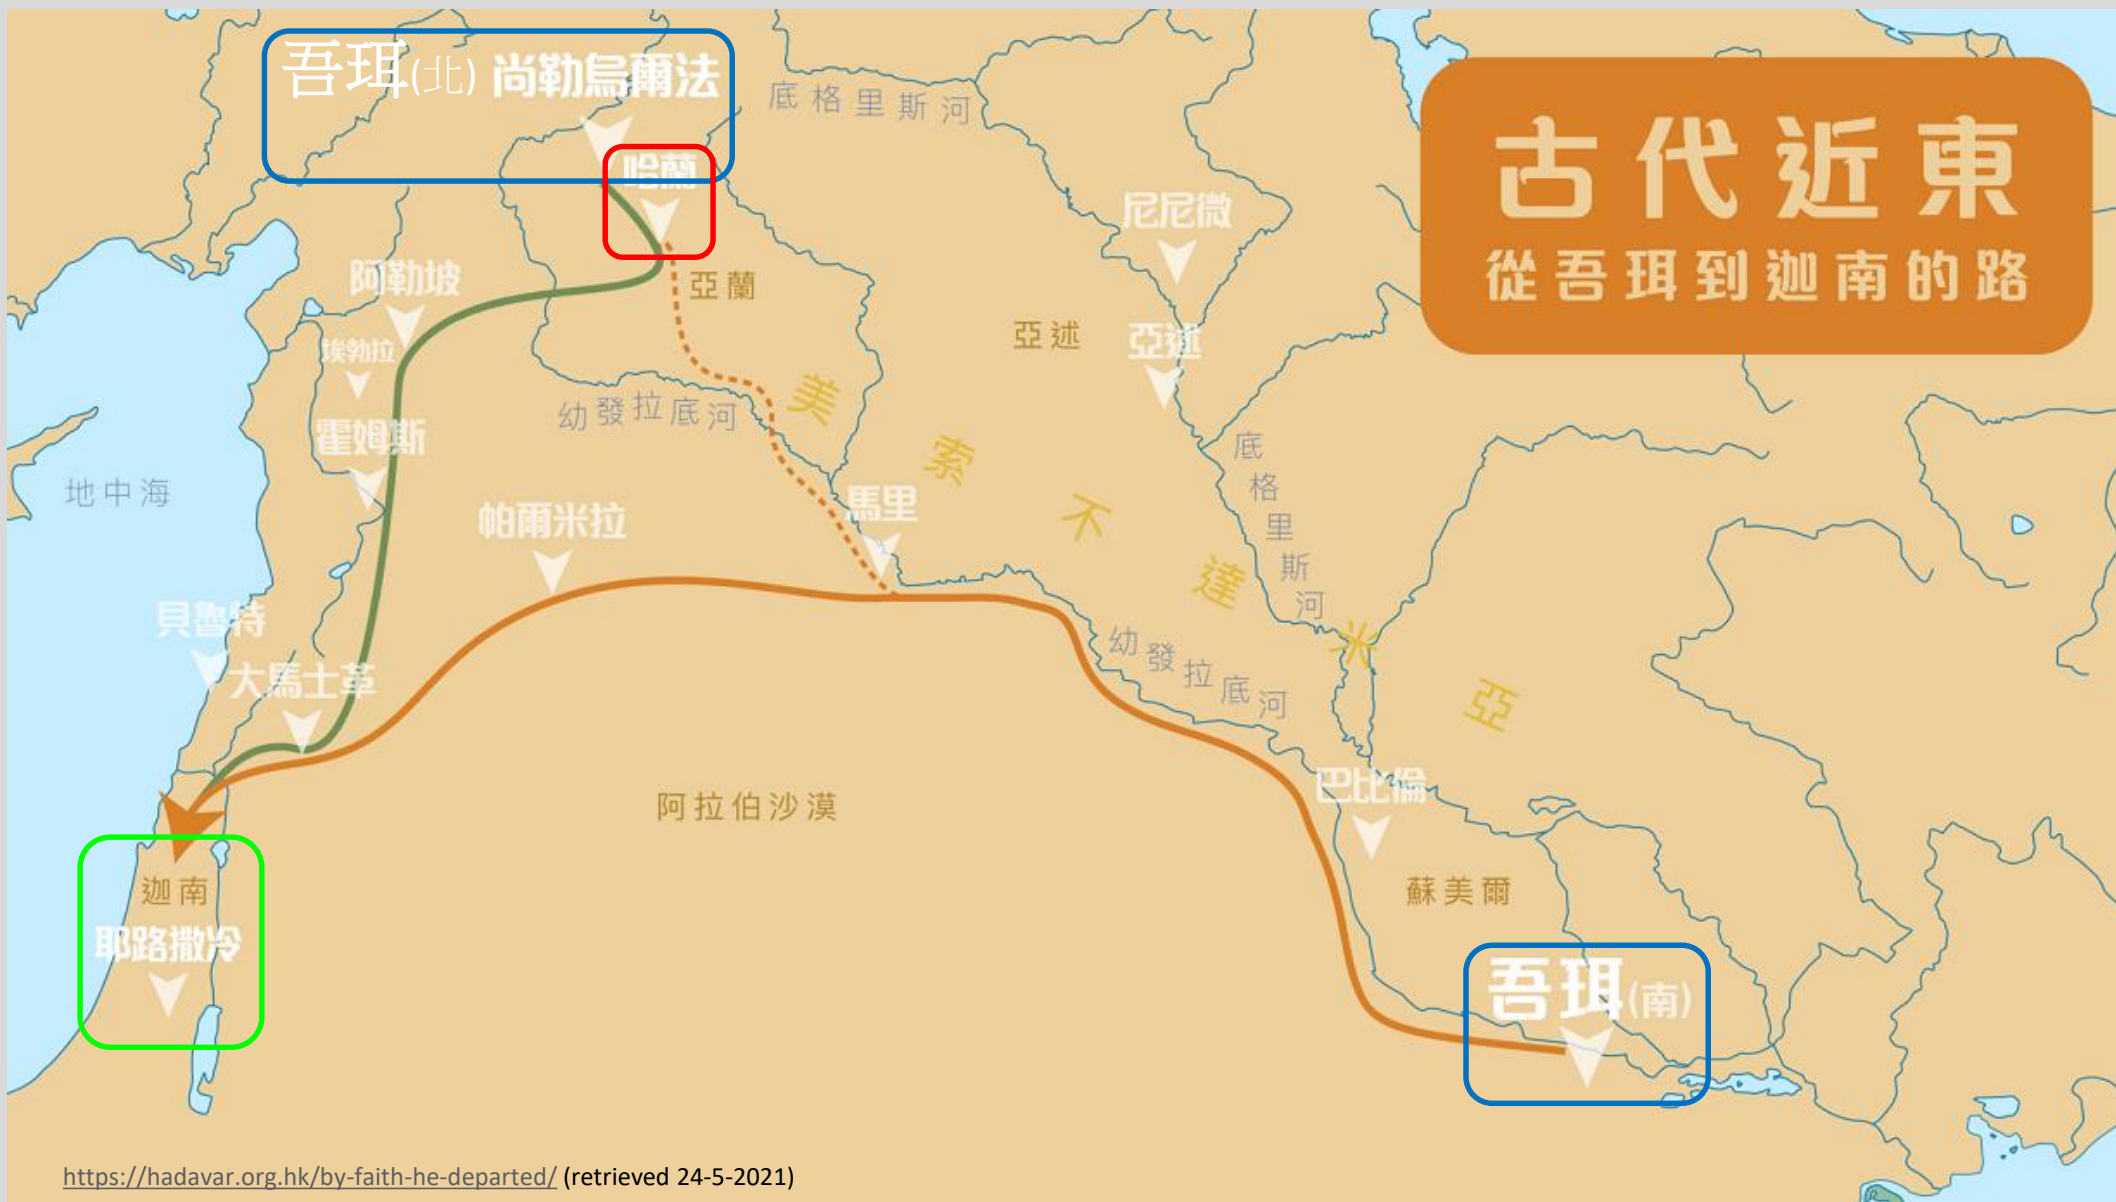 吾珥(北) 尚勒烏爾法
底格里斯河
古代近東
從吾珥到迦南的路
哈蘭
尼尼微
阿勒坡
亞蘭
亞述
亞述
埃勃拉
幼發拉底河
美索不達米亞
霍姆斯
底格里斯河
地中海
帕爾米拉
馬里
貝魯特
幼發拉底河
大馬士革
巴比倫
阿拉伯沙漠
蘇美爾
迦南
耶路撒冷
吾珥(南)
https://hadavar.org.hk/by-faith-he-departed/ (retrieved 24-5-2021)